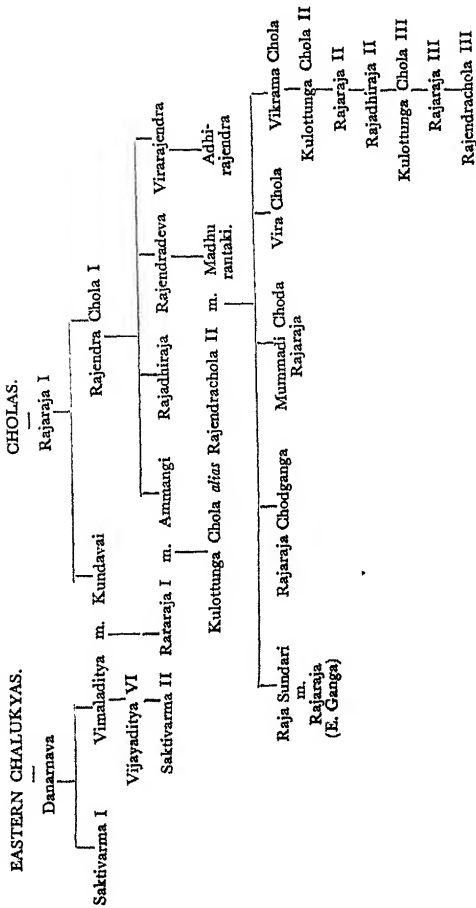 EASTERN CHALUKYAS. CHOLAS.
Danarnava Rajaraja I
Saktivarma I Vimaladitya m. Kundavai Rajendra Chola I
Vijayaditya VI Rararaja I m. Ammangi Rajadhiraja Rajendradeva Virarajendra
Saktivarma II
Madhu
rantaki.
Adhi-
rajendra
Kulottunga Chola alias Rajendrachola II m.
Raja Sundari
m.
Rajaraja
(E. Ganga)
Rajaraja Chodganga
Mummadi Choda
Rajaraja
Vira Chola
Vikrama Chola
Kulottunga Chola II
Rajaraja II
Rajadhiraja II
Kulottunga Chola III
Rajaraja III
Rajendrachola III